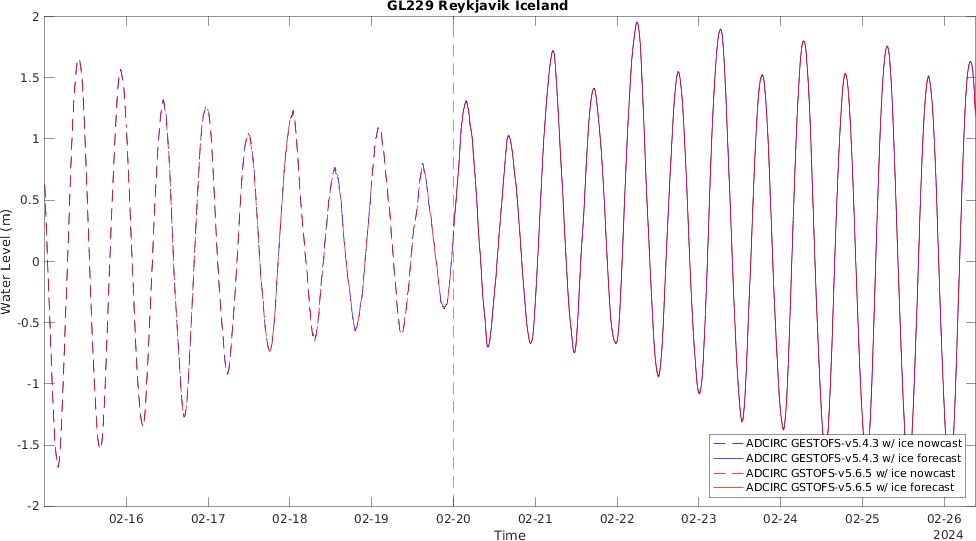 GL229 Reykjavik Iceland
2
1.5
1
0.5
0
-0.5
-1
-1.5
-2
Water Level (m)
ADCIRC GESTOFS-v5.4.3 w/ ice nowcast
ADCIRC GESTOFS-v5.4.3 w/ ice forecast
ADCIRC GSTOFS-v5.6.5 w/ ice nowcast
ADCIRC GSTOFS-v5.6.5 w/ ice forecast
02-16 02-17 02-18 02-19 02-20 02-21 02-22 02-23 02-24 02-25 02-26
Time
2024